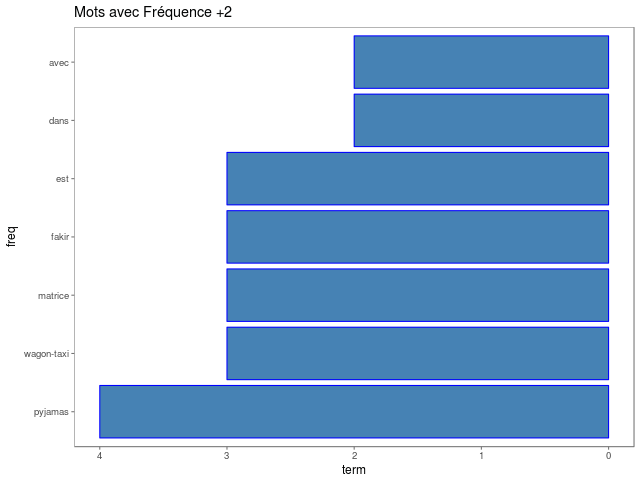 Mots avec Fréquence +2
avec
dans
est
fakir
matrice
wagon-taxi
pyjamas
freq
4 3 2 1 0
term